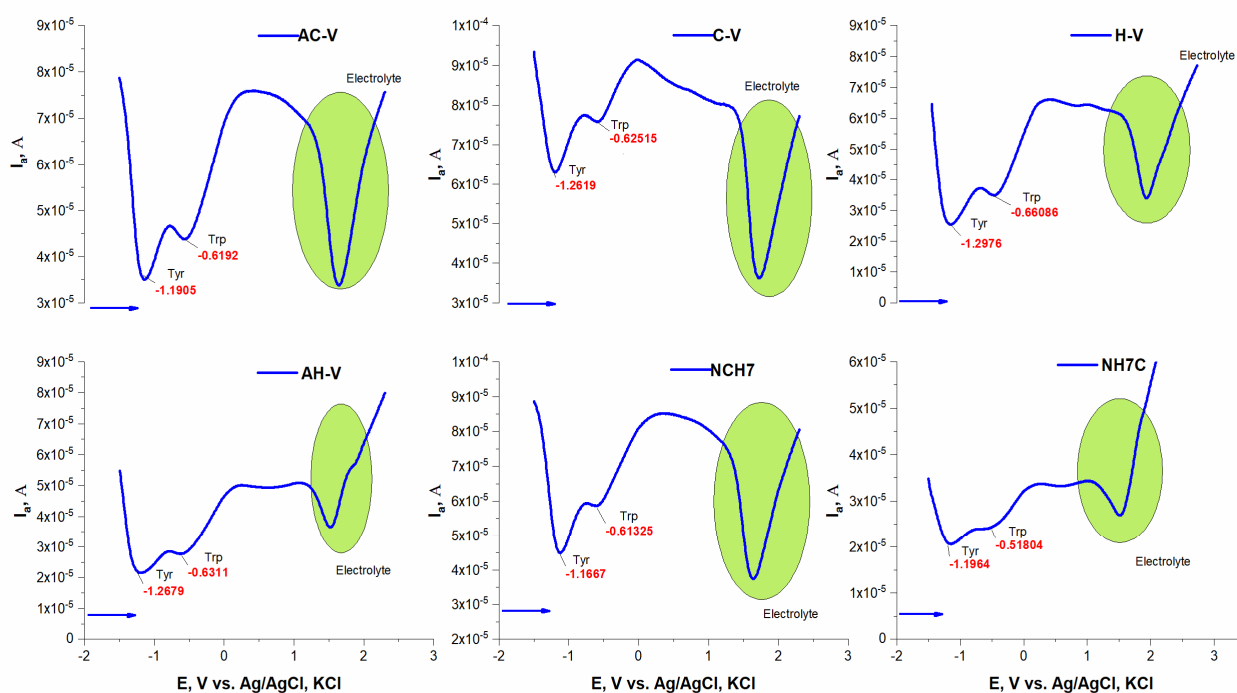 AC-V
9x10⁻⁵
8x10⁻⁵
7x10⁻⁵
6x10⁻⁵
5x10⁻⁵
4x10⁻⁵
3x10⁻⁵
Iₐ, A
Electrolyte
Trp
-0.6192
Tyr
-1.1905
C-V
1x10⁻⁴
9x10⁻⁵
8x10⁻⁵
7x10⁻⁵
6x10⁻⁵
5x10⁻⁵
4x10⁻⁵
3x10⁻⁵
Iₐ, A
Electrolyte
Trp
-0.62515
Tyr
-1.2619
H-V
9x10⁻⁵
8x10⁻⁵
7x10⁻⁵
6x10⁻⁵
5x10⁻⁵
4x10⁻⁵
3x10⁻⁵
2x10⁻⁵
1x10⁻⁵
0
Iₐ, A
Electrolyte
Trp
-0.66086
Tyr
-1.2976
AH-V
9x10⁻⁵
8x10⁻⁵
7x10⁻⁵
6x10⁻⁵
5x10⁻⁵
4x10⁻⁵
3x10⁻⁵
2x10⁻⁵
1x10⁻⁵
0
Iₐ, A
Trp
-0.6311
Tyr
-1.2679
Electrolyte
-2 -1 0 1 2 3
E, V vs. Ag/AgCl, KCl
NCH7
1x10⁻⁴
9x10⁻⁵
8x10⁻⁵
7x10⁻⁵
6x10⁻⁵
5x10⁻⁵
4x10⁻⁵
3x10⁻⁵
2x10⁻⁵
Iₐ, A
Trp
-0.61325
Tyr
-1.1667
Electrolyte
-2 -1 0 1 2 3
E, V vs. Ag/AgCl, KCl
NH7C
6x10⁻⁵
5x10⁻⁵
4x10⁻⁵
3x10⁻⁵
2x10⁻⁵
1x10⁻⁵
0
Iₐ, A
Trp
-0.51804
Tyr
-1.1964
Electrolyte
-2 -1 0 1 2 3
E, V vs. Ag/AgCl, KCl